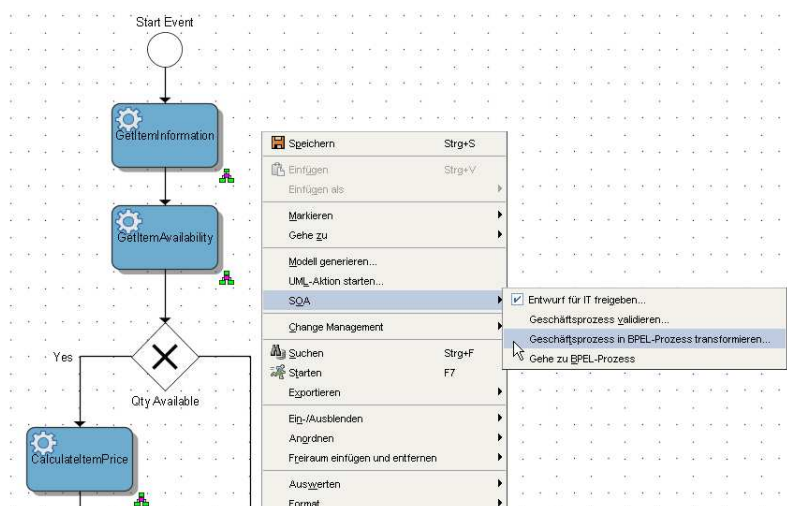 Start Event
GetItemInformation
GetItemAvailability
Yes
Qty Available
CalculateItemPrice
Speichern Strg+S
Einfügen Strg+V
Einfügen als
Markieren
Gehe zu
Modell generieren...
UML-Aktion starten...
SOA
Change Management
Suchen Strg+F
Starten F7
Exportieren
Ein-/Ausblenden
Anordnen
Freiraum einfügen und entfernen
Auswerten
Format
Entwurf für IT freigeben...
Geschäftsprozess validieren...
Geschäftsprozess in BPEL-Prozess transformieren...
Gehe zu BPEL-Prozess